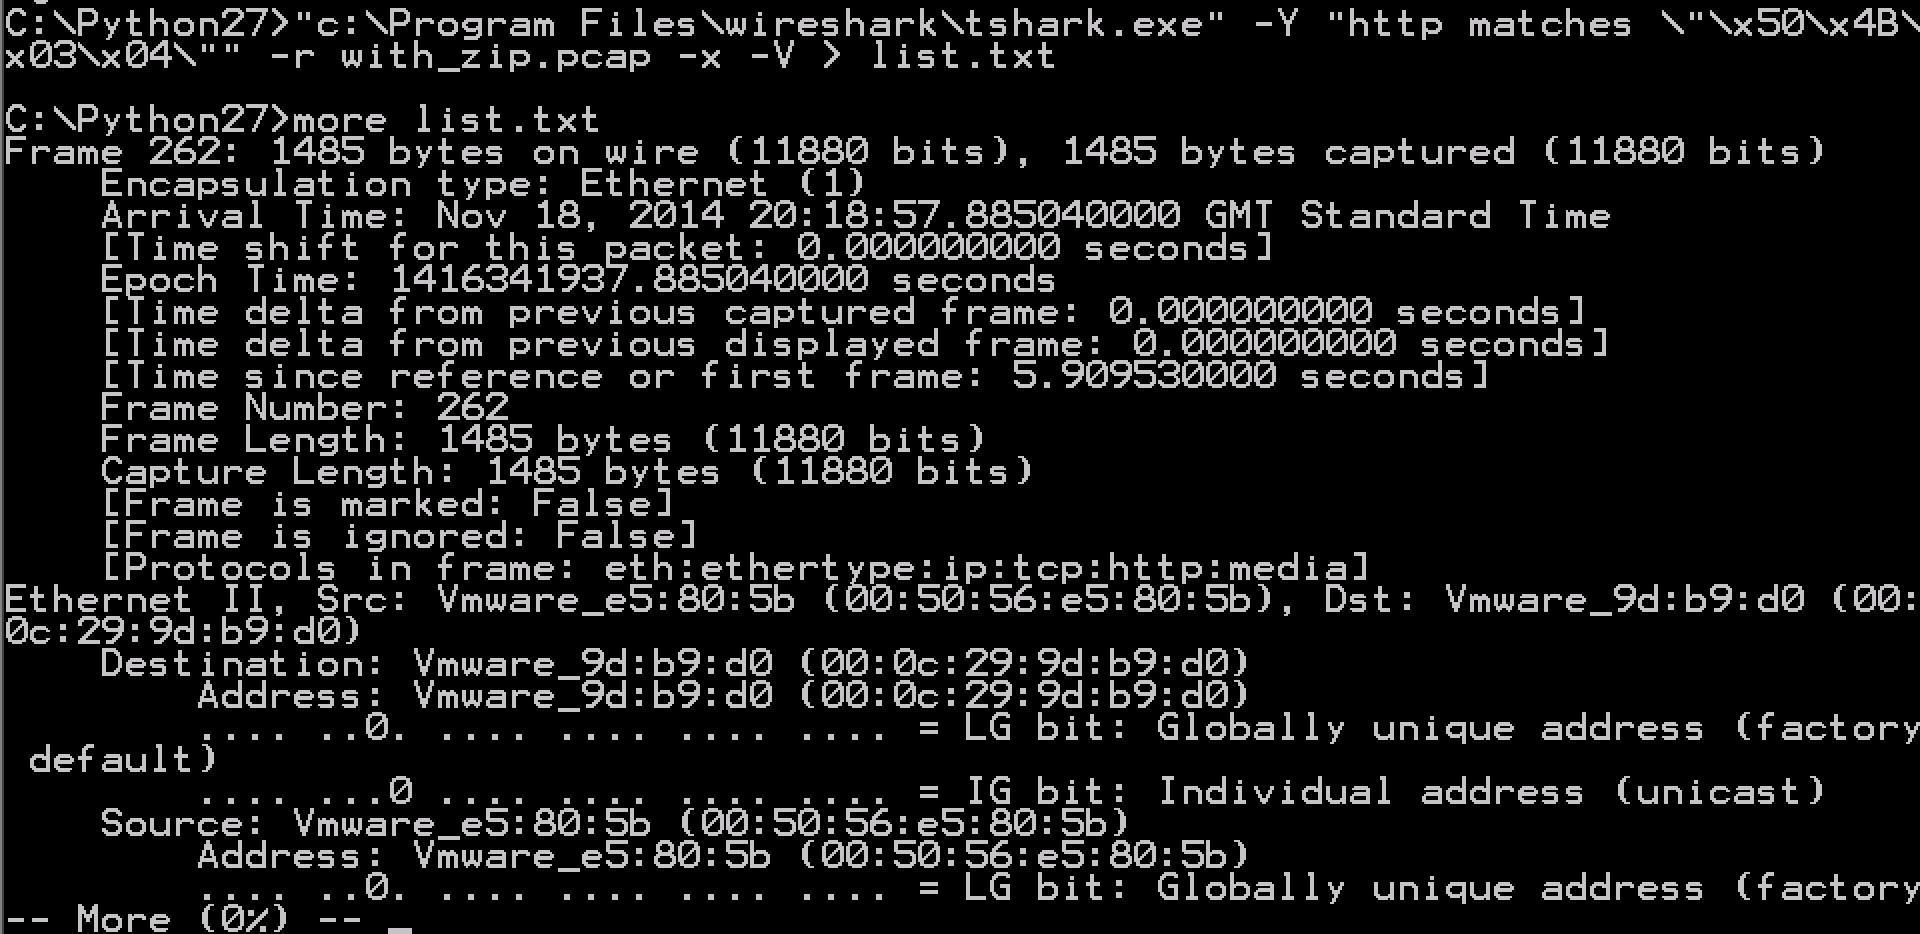 C:\Python27>"c:\Program Files\wireshark\tshark.exe" -Y "http matches \"\x50\x4B\
x03\x04\"" -r with_zip.pcap -x -V > list.txt
C:\Python27>more list.txt
Frame 262: 1485 bytes on wire (11880 bits), 1485 bytes captured (11880 bits)
    Encapsulation type: Ethernet (1)
    Arrival Time: Nov 18, 2014 20:18:57.885040000 GMT Standard Time
    [Time shift for this packet: 0.000000000 seconds]
    Epoch Time: 1416341937.885040000 seconds
    [Time delta from previous captured frame: 0.000000000 seconds]
    [Time delta from previous displayed frame: 0.000000000 seconds]
    [Time since reference or first frame: 5.909530000 seconds]
    Frame Number: 262
    Frame Length: 1485 bytes (11880 bits)
    Capture Length: 1485 bytes (11880 bits)
    [Frame is marked: False]
    [Frame is ignored: False]
    [Protocols in frame: eth:ethertype:ip:tcp:http:media]
Ethernet II, Src: Vmware_e5:80:5b (00:50:56:e5:80:5b), Dst: Vmware_9d:b9:d0 (00:
0c:29:9d:b9:d0)
    Destination: Vmware_9d:b9:d0 (00:0c:29:9d:b9:d0)
        Address: Vmware_9d:b9:d0 (00:0c:29:9d:b9:d0)
        .... ..0. .... .... .... .... = LG bit: Globally unique address (factory
 default)
        .... ...0 .... .... .... .... = IG bit: Individual address (unicast)
    Source: Vmware_e5:80:5b (00:50:56:e5:80:5b)
        Address: Vmware_e5:80:5b (00:50:56:e5:80:5b)
        .... ..0. .... .... .... .... = LG bit: Globally unique address (factory
-- More (0%) --